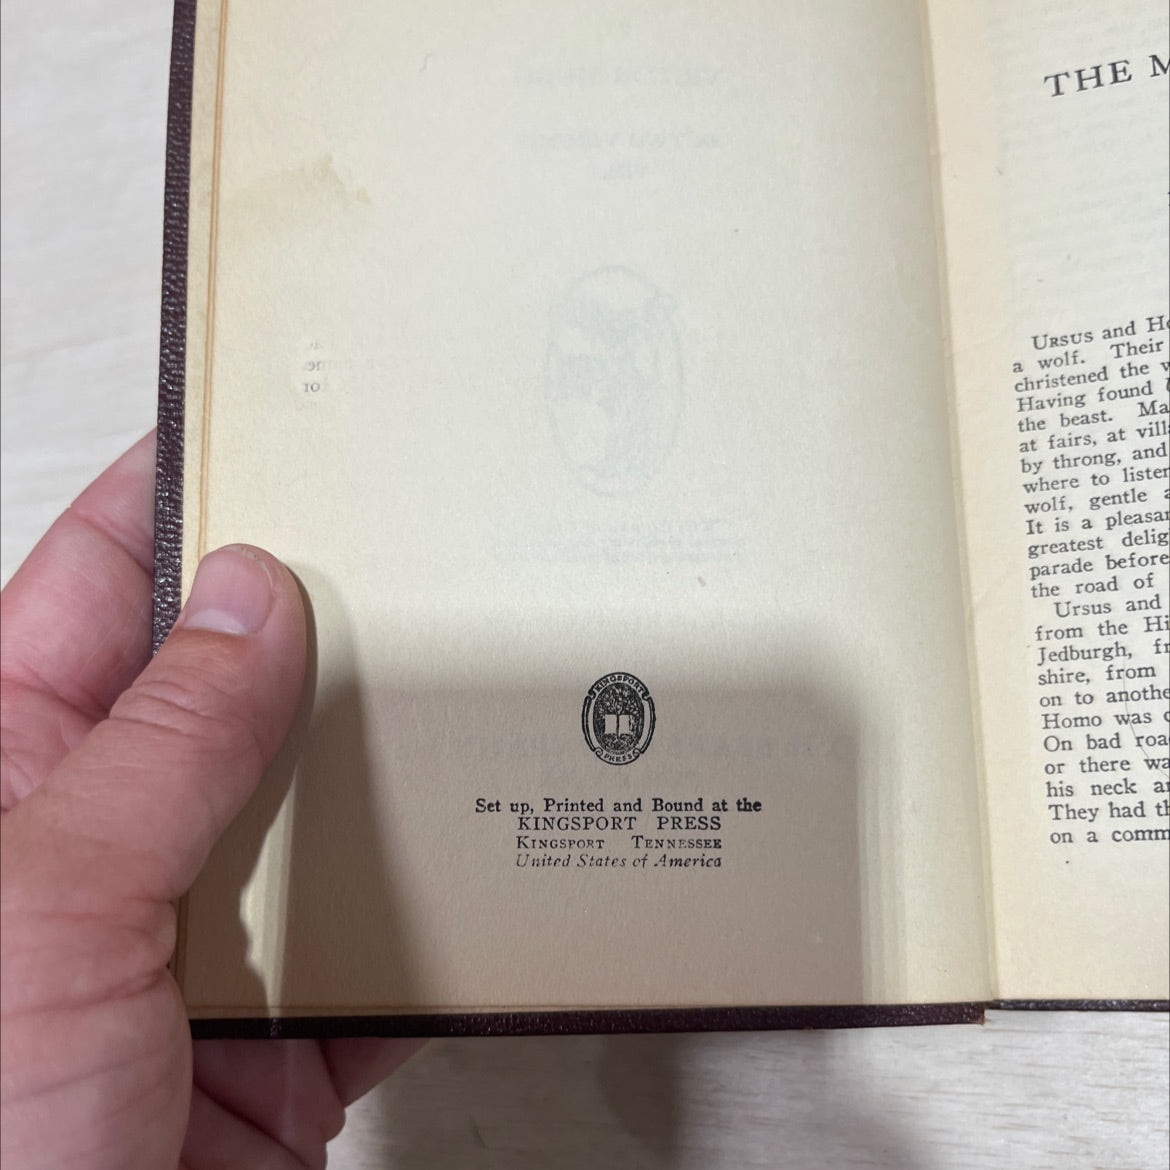 KINGSPORT
PRESS
Set up, Printed and Bound at the
KINGSPORT PRESS
KINGSPORT TENNESSEE
United States of America
THE M
URSUS and Ho
a wolf. Their
christened the w
Having found
the beast. Ma
at fairs, at vill
by throng, and
where to listen
wolf, gentle a
It is a pleasan
greatest delig
parade before
the road of
Ursus and
from the Hi
Jedburgh, fr
shire, from
on to anothe
Homo was
On bad roa
or there wa
his neck an
They had th
on a comm